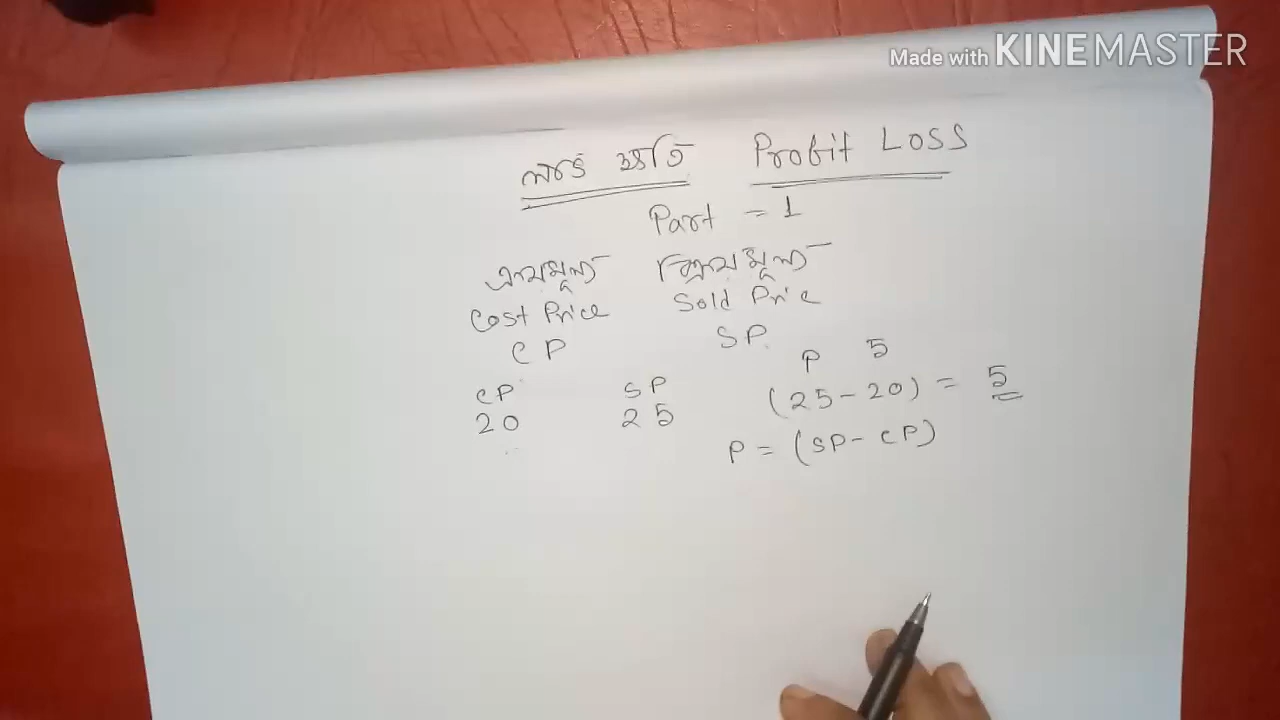 Made with KINEMASTER
লাভ ক্ষতি Profit LOSS
Part = 1
ক্রয়মূল্য বিক্রয়মূল্য
Cost Price Sold Price
CP SP.
P 5
CP SP
20 25 (25-20) = 5
P = (SP- CP)